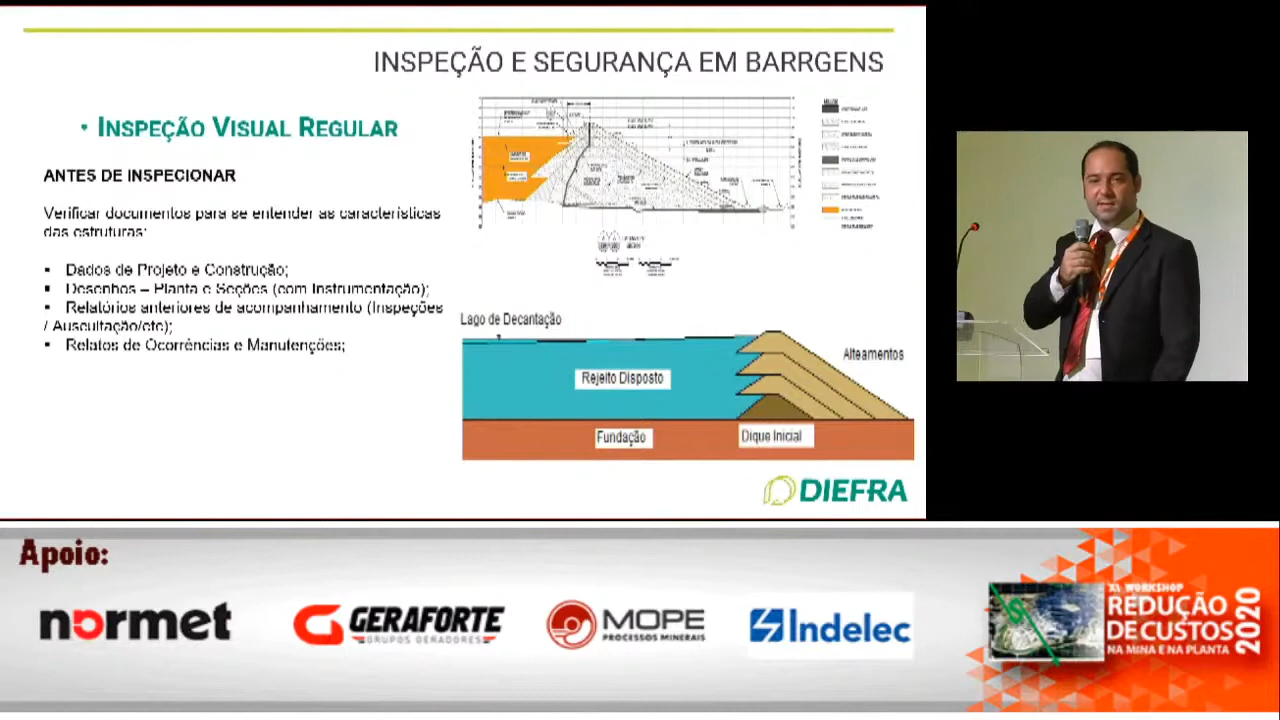 INSPEÇÃO E SEGURANÇA EM BARRGENS
• INSPEÇÃO VISUAL REGULAR
ANTES DE INSPECIONAR
Verificar documentos para se entender as características
das estruturas:
▪ Dados de Projeto e Construção;
▪ Desenhos – Planta e Seções (com Instrumentação);
▪ Relatórios anteriores de acompanhamento (Inspeções
/ Auscultação/etc);
▪ Relatos de Ocorrências e Manutenções;
Lago de Decantação
Alteamentos
Rejeito Disposto
Fundação
Dique Inicial
DIEFRA
Apoio:
normet
GERAFORTE
GRUPOS GERADORES
MOPE
PROCESSOS MINERAIS
Indelec
XI WORKSHOP
REDUÇÃO
DE CUSTOS
NA MINA E NA PLANTA
2020